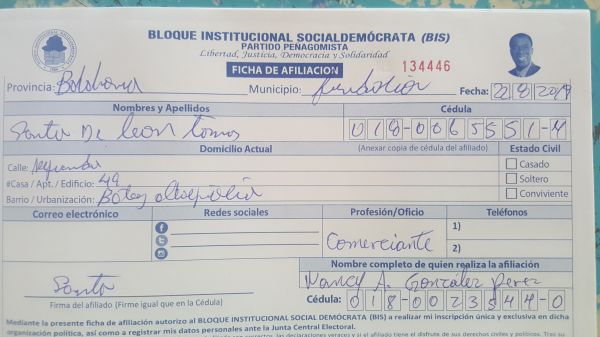 BLOQUE INSTITUCIONAL SOCIALDEMÓCRATA (BIS)
PARTIDO PEÑAGOMISTA
Libertad, Justicia, Democracia y Solidaridad
FICHA DE AFILIACION 134446
Provincia: Municipio: Fecha: 22/8/2019
Nombres y Apellidos Cédula
Santa De leon tomas 018-0065551-4
Domicilio Actual (Anexar copia de cédula del afiliado) Estado Civil
Calle: Casado
#Casa / Apt. / Edificio: 49 Soltero
Barrio / Urbanización: Batey Conviviente
Correo electrónico Redes sociales Profesión/Oficio Teléfonos
1)
Comerciante 2)
Nombre completo de quien realiza la afiliación
Santa Nancy A. González Perez
Firma del afiliado (Firme igual que en la Cédula) Cédula: 018-0023544-0
Mediante la presente ficha de afiliación autorizo al BLOQUE INSTITUCIONAL SOCIAL DEMÓCRATA (BIS) a realizar mi inscripción única y exclusiva en dicha
organización política, así como a registrar mis datos personales ante la Junta Central Electoral.